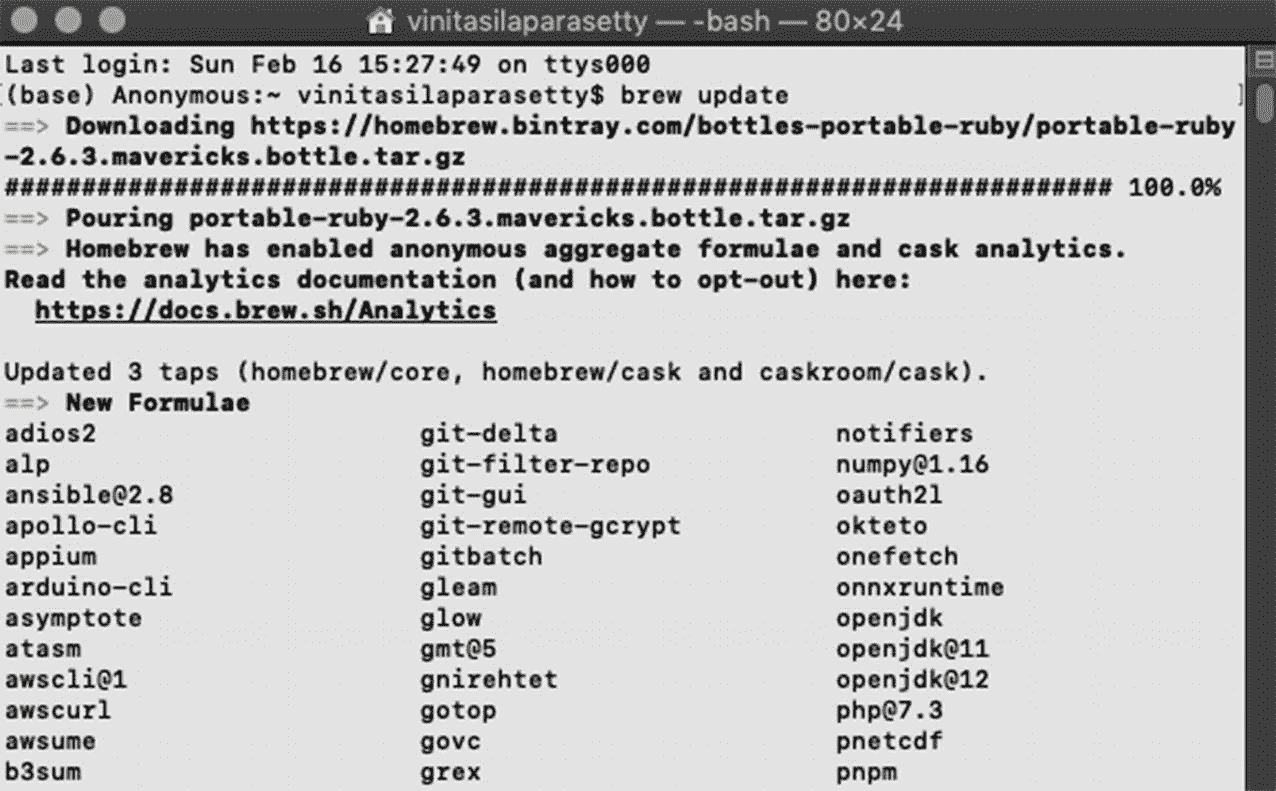 vinitasilaparasetty — -bash — 80×24
Last login: Sun Feb 16 15:27:49 on ttys000
[(base) Anonymous:~ vinitasilaparasetty$ brew update ]
==> Downloading https://homebrew.bintray.com/bottles-portable-ruby/portable-ruby
-2.6.3.mavericks.bottle.tar.gz
######################################################################## 100.0%
==> Pouring portable-ruby-2.6.3.mavericks.bottle.tar.gz
==> Homebrew has enabled anonymous aggregate formulae and cask analytics.
Read the analytics documentation (and how to opt-out) here:
  https://docs.brew.sh/Analytics

Updated 3 taps (homebrew/core, homebrew/cask and caskroom/cask).
==> New Formulae
adios2 git-delta notifiers
alp git-filter-repo numpy@1.16
ansible@2.8 git-gui oauth2l
apollo-cli git-remote-gcrypt okteto
appium gitbatch onefetch
arduino-cli gleam onnxruntime
asymptote glow openjdk
atasm gmt@5 openjdk@11
awscli@1 gnirehtet openjdk@12
awscurl gotop php@7.3
awsume govc pnetcdf
b3sum grex pnpm